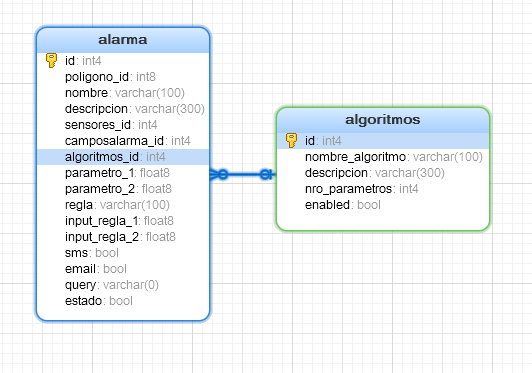 alarma
id: int4
poligono_id: int8
nombre: varchar(100)
descripcion: varchar(300)
sensores_id: int4
camposalarma_id: int4
algoritmos_id: int4
parametro_1: float8
parametro_2: float8
regla: varchar(100)
input_regla_1: float8
input_regla_2: float8
sms: bool
email: bool
query: varchar(0)
estado: bool
algoritmos
id: int4
nombre_algoritmo: varchar(100)
descripcion: varchar(300)
nro_parametros: int4
enabled: bool